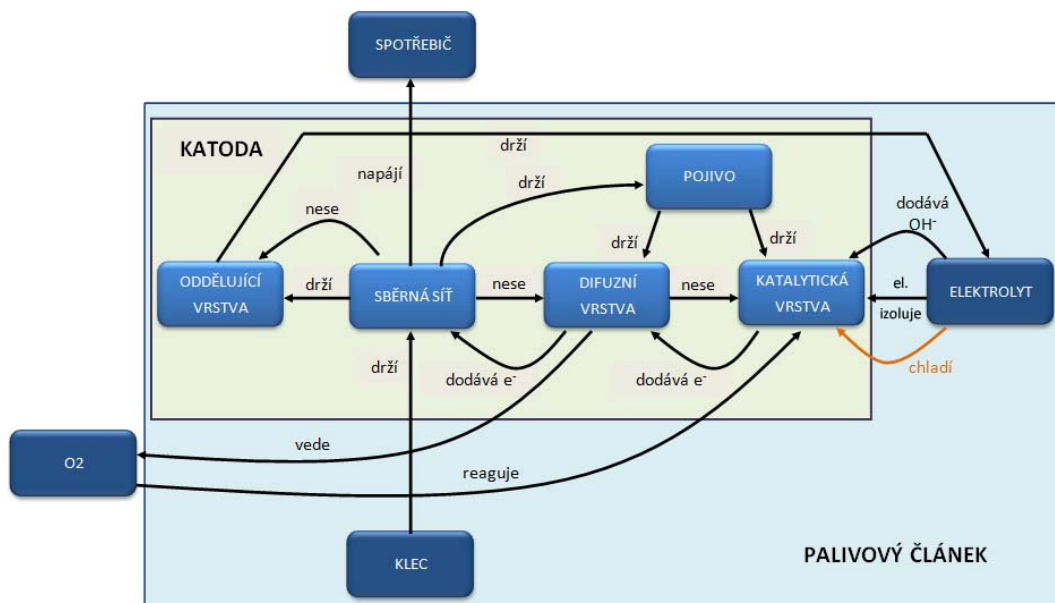 SPOTŘEBIČ
KATODA
drží
napájí
drží
POJIVO
nese
dodává
OH⁻
drží
drží
ODDĚLUJÍCÍ
VRSTVA
drží
SBĚRNÁ SÍŤ
nese
DIFUZNÍ
VRSTVA
nese
KATALYTICKÁ
VRSTVA
el.
izoluje
ELEKTROLYT
drží
dodává e⁻
dodává e⁻
chladí
vede
O2
reaguje
KLEC
PALIVOVÝ ČLÁNEK